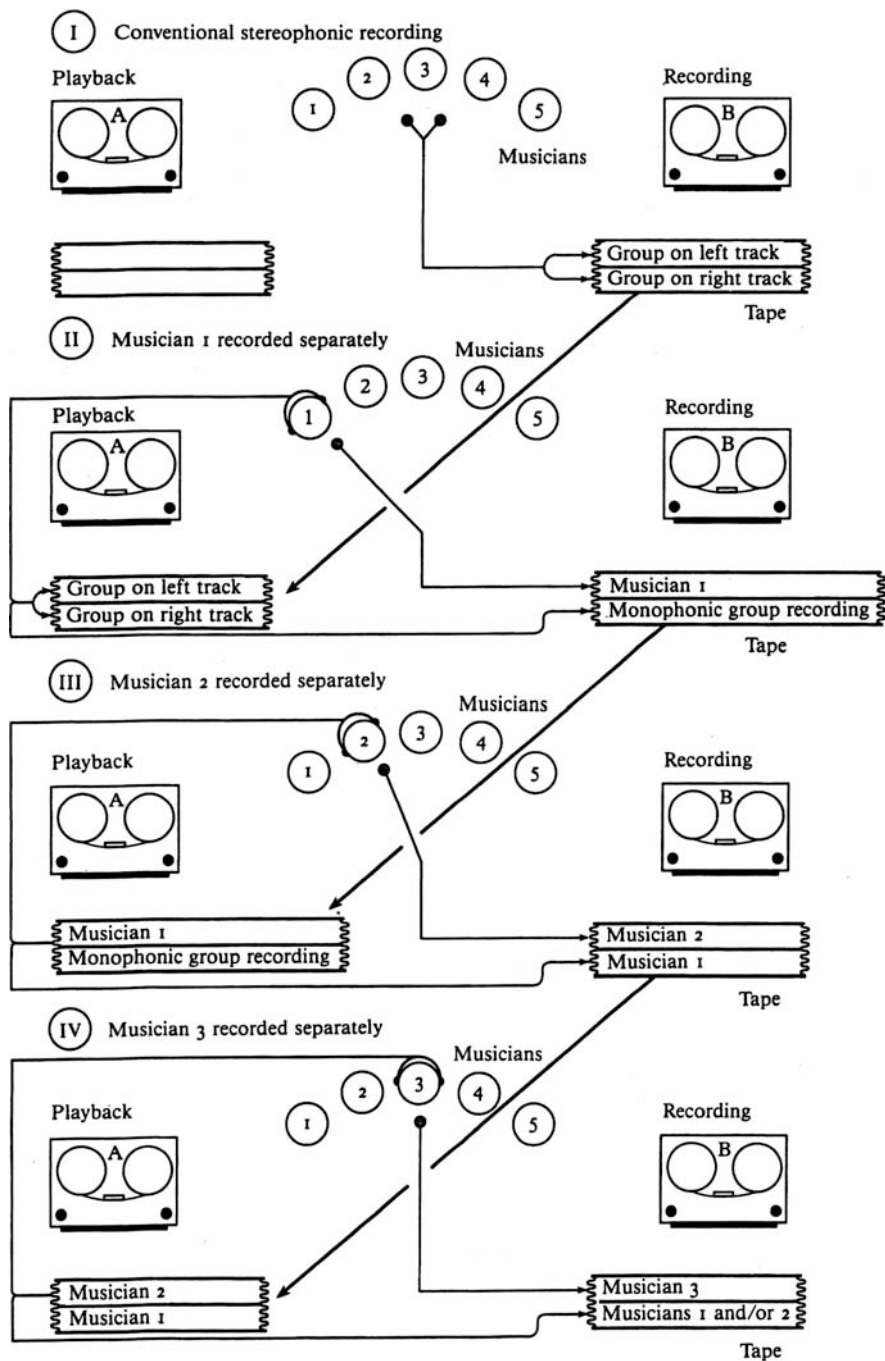 I Conventional stereophonic recording
Playback
Recording
A
1
2
3
4
5
B
Musicians
Group on left track
Group on right track
Tape
II Musician 1 recorded separately
Musicians
Playback
Recording
A
1
2
3
4
5
B
Group on left track
Group on right track
Musician 1
Monophonic group recording
Tape
III Musician 2 recorded separately
Musicians
Playback
Recording
A
1
2
3
4
5
B
Musician 1
Monophonic group recording
Musician 2
Musician 1
Tape
IV Musician 3 recorded separately
Musicians
Playback
Recording
A
1
2
3
4
5
B
Musician 2
Musician 1
Musician 3
Musicians 1 and/or 2
Tape